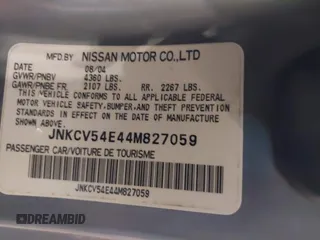 MFD.BY NISSAN MOTOR CO.,LTD
08/04
GVWR/PNBV 4360 LBS.
GAWR/PNBE FR. 2107 LBS. RR. 2267 LBS.
THIS VEHICLE CONFORMS TO ALL APPLICABLE FEDERAL
MOTOR VEHICLE SAFETY,BUMPER,AND THEFT PREVENTION
STANDARDS IN EFFECT ON THE DATE OF MANUFACTURE
SHOWN ABOVE.
JNKCV54E44M827059
PASSENGER CAR/VOITURE DE TOURISME
JNKCV54E44M827059
DREAMBID